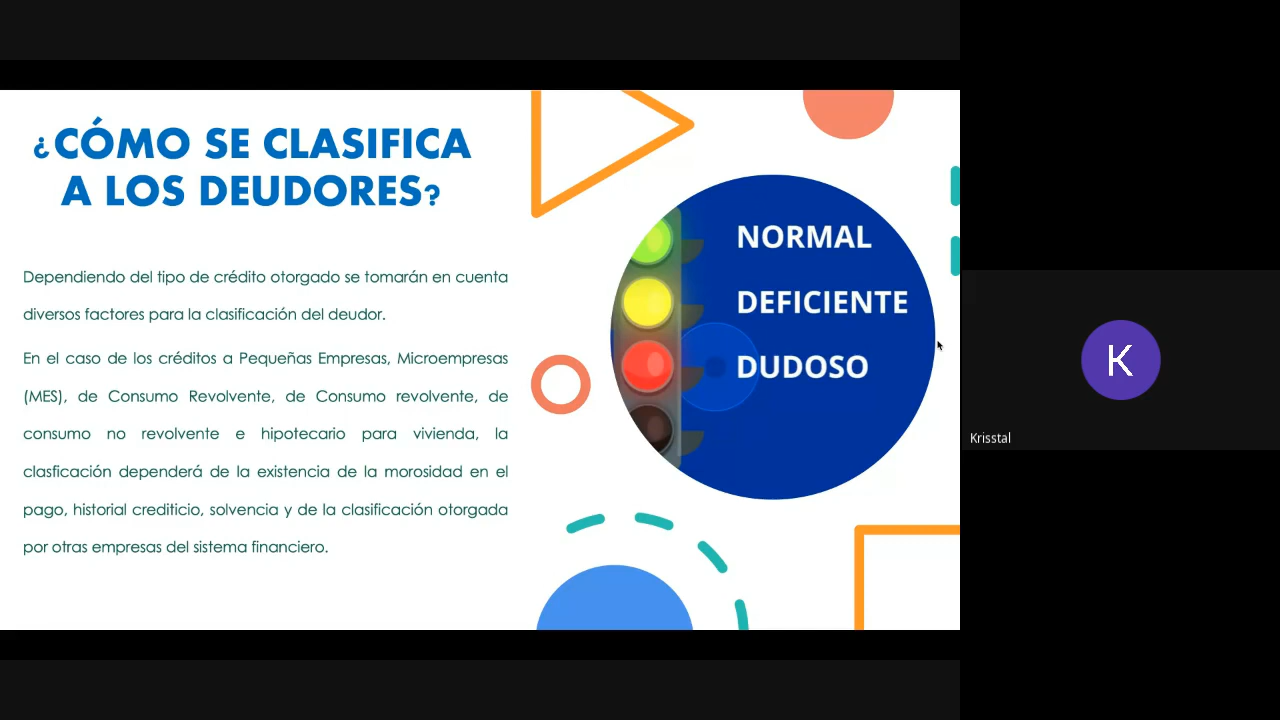 ¿CÓMO SE CLASIFICA
A LOS DEUDORES?
Dependiendo del tipo de crédito otorgado se tomarán en cuenta
diversos factores para la clasificación del deudor.
En el caso de los créditos a Pequeñas Empresas, Microempresas
(MES), de Consumo Revolvente, de Consumo revolvente, de
consumo no revolvente e hipotecario para vivienda, la
clasficación dependerá de la existencia de la morosidad en el
pago, historial crediticio, solvencia y de la clasificación otorgada
por otras empresas del sistema financiero.
NORMAL
DEFICIENTE
DUDOSO
K
Krisstal